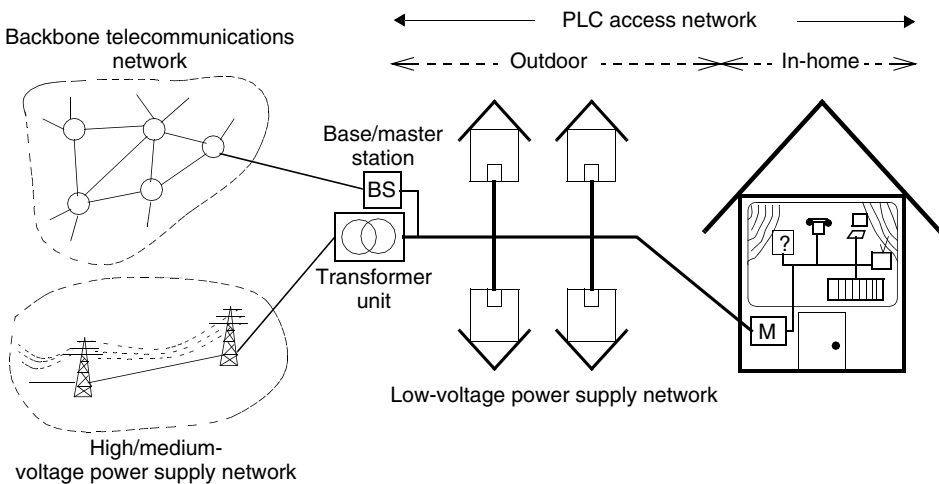 PLC access network
Backbone telecommunications
network
Outdoor
In-home
Base/master
station
BS
Transformer
unit
?
M
Low-voltage power supply network
High/medium-
voltage power supply network